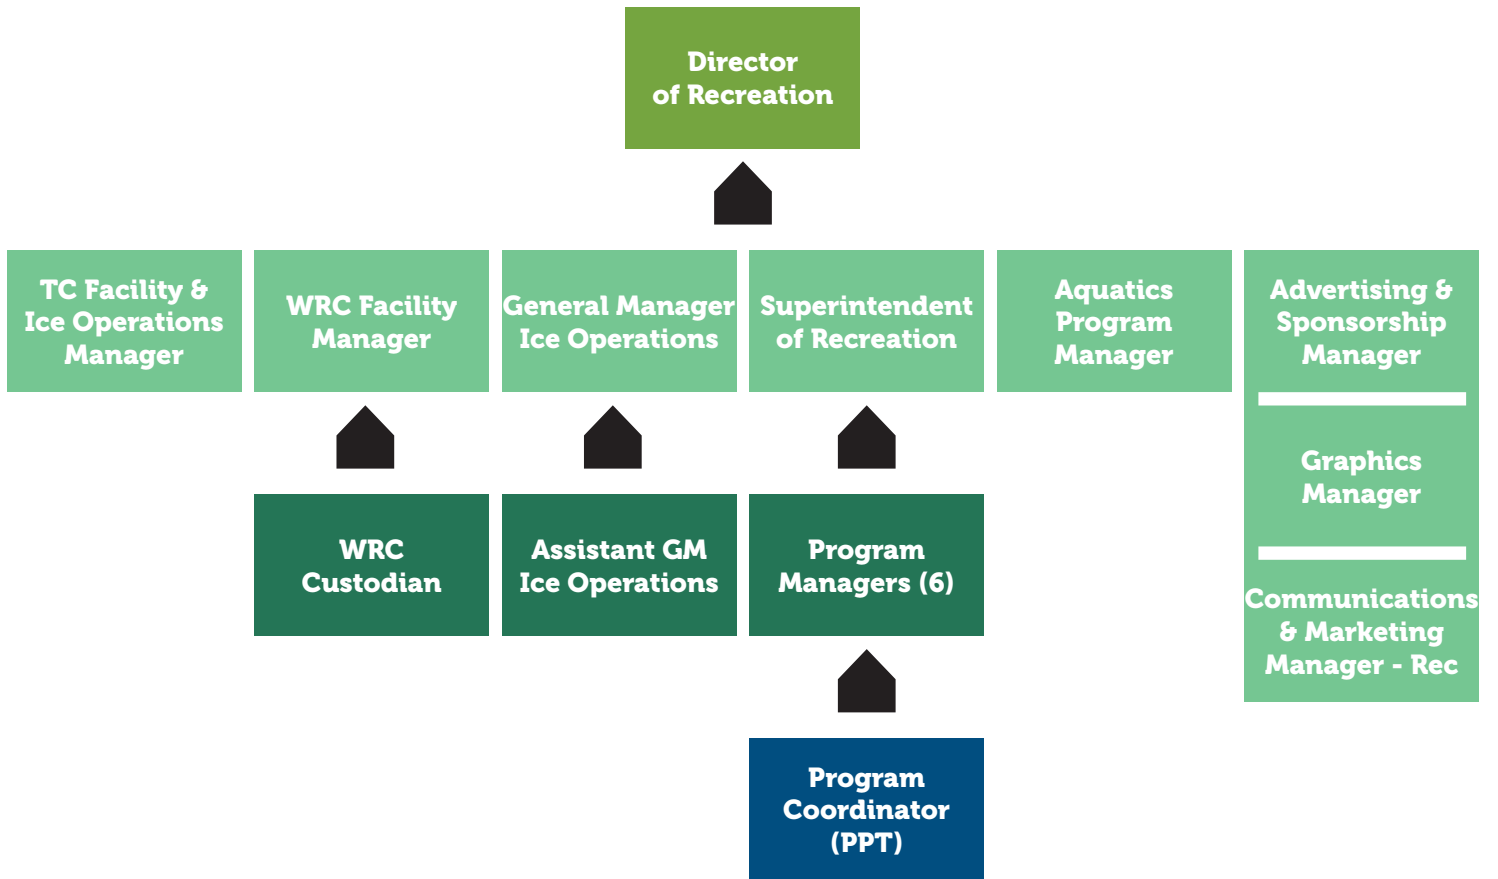 Director
of Recreation
TC Facility &
Ice Operations
Manager
WRC Facility
Manager
General Manager
Ice Operations
Superintendent
of Recreation
Aquatics
Program
Manager
Advertising &
Sponsorship
Manager
Graphics
Manager
Communications
& Marketing
Manager - Rec
WRC
Custodian
Assistant GM
Ice Operations
Program
Managers (6)
Program
Coordinator
(PPT)